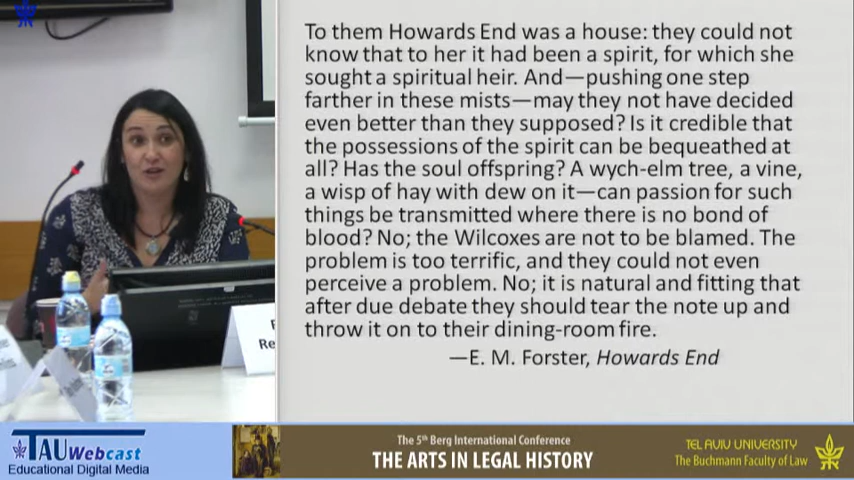 To them Howards End was a house: they could not
know that to her it had been a spirit, for which she
sought a spiritual heir. And—pushing one step
farther in these mists—may they not have decided
even better than they supposed? Is it credible that
the possessions of the spirit can be bequeathed at
all? Has the soul offspring? A wych-elm tree, a vine,
a wisp of hay with dew on it—can passion for such
things be transmitted where there is no bond of
blood? No; the Wilcoxes are not to be blamed. The
problem is too terrific, and they could not even
perceive a problem. No; it is natural and fitting that
after due debate they should tear the note up and
throw it on to their dining-room fire.
—E. M. Forster, Howards End
F
Re
TAU Webcast
Educational Digital Media
The 5th Berg International Conference
THE ARTS IN LEGAL HISTORY
TEL AVIV UNIVERSITY
The Buchmann Faculty of Law